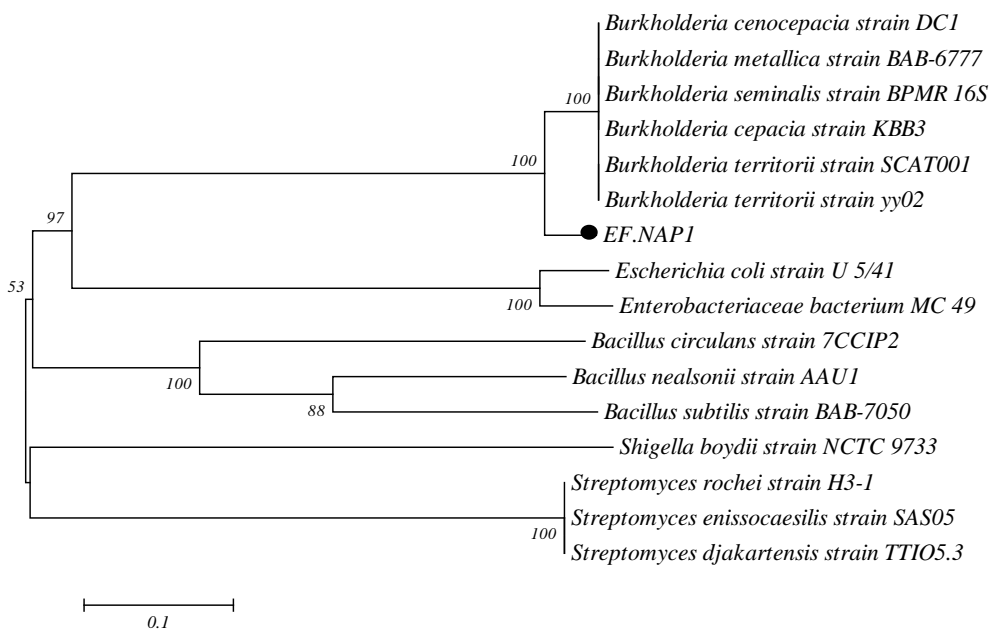 Burkholderia cenocepacia strain DC1
Burkholderia metallica strain BAB-6777
Burkholderia seminalis strain BPMR 16S
100
Burkholderia cepacia strain KBB3
100
Burkholderia territorii strain SCAT001
Burkholderia territorii strain yy02
97
EF.NAP1
Escherichia coli strain U 5/41
53
100
Enterobacteriaceae bacterium MC 49
Bacillus circulans strain 7CCIP2
100
Bacillus nealsonii strain AAU1
88
Bacillus subtilis strain BAB-7050
Shigella boydii strain NCTC 9733
Streptomyces rochei strain H3-1
Streptomyces enissocaesilis strain SAS05
100
Streptomyces djakartensis strain TTIO5.3
0.1